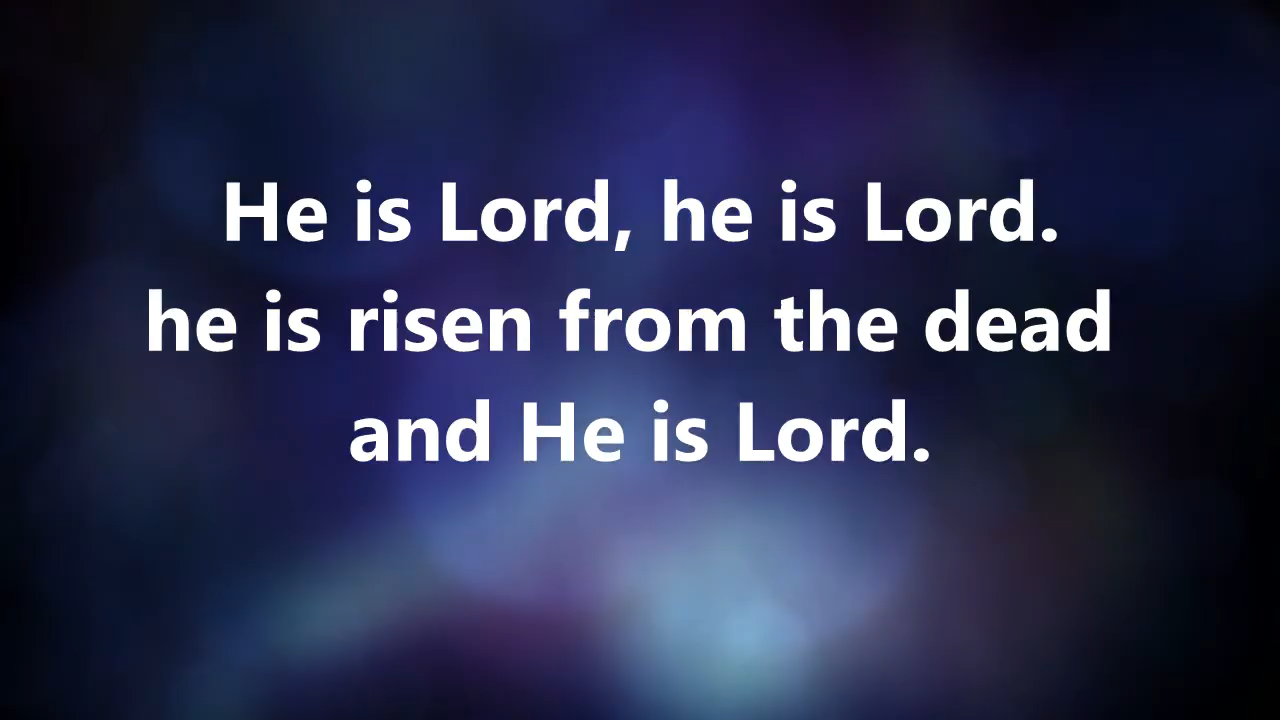 He is Lord, he is Lord.
he is risen from the dead
and He is Lord.